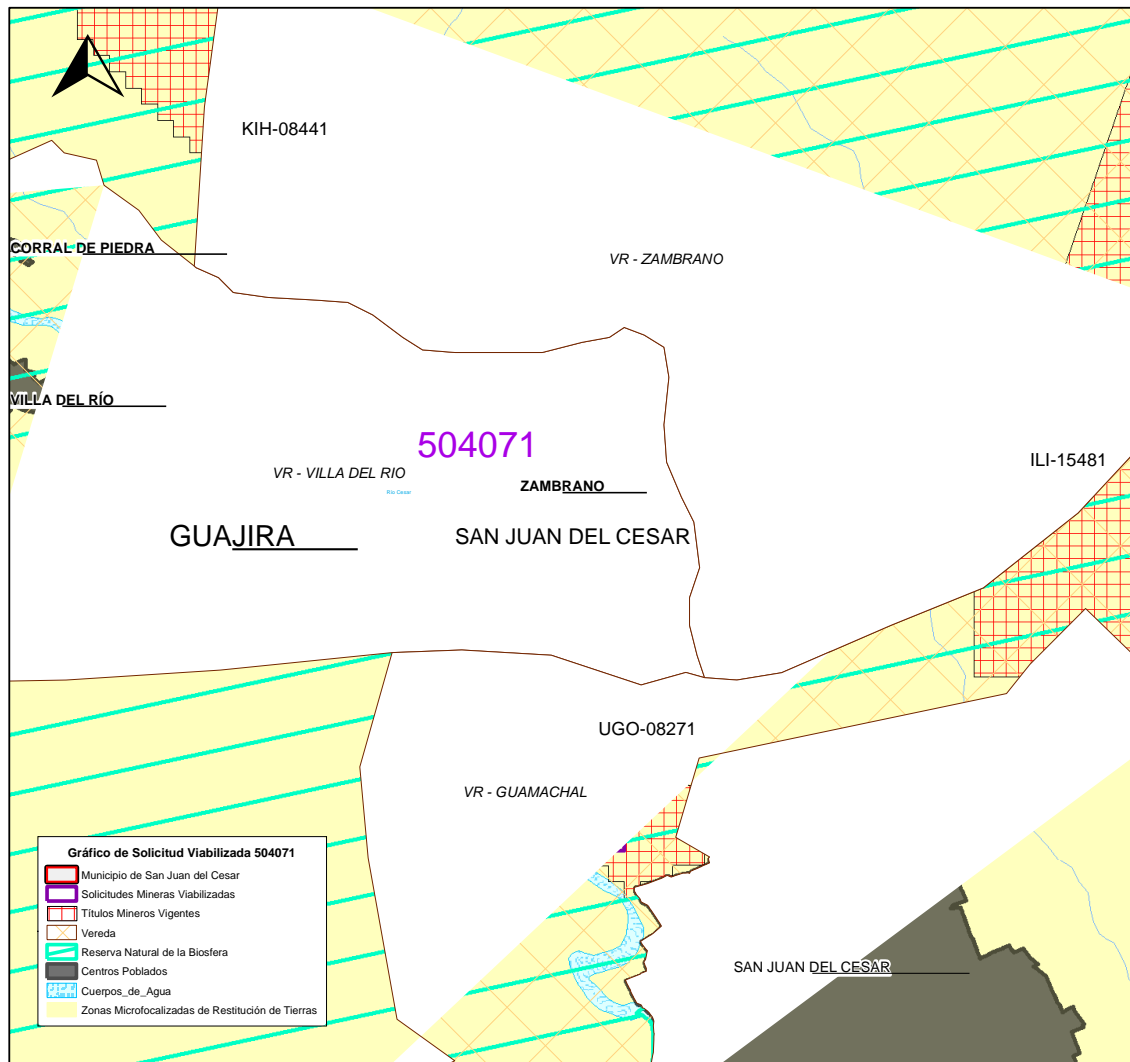 KIH-08441
CORRAL DE PIEDRA
VR - ZAMBRANO
VILLA DEL RÍO
504071
VR - VILLA DEL RIO
ILI-15481
Río Cesar
ZAMBRANO
GUAJIRA
SAN JUAN DEL CESAR
UGO-08271
VR - GUAMACHAL
Gráfico de Solicitud Viabilizada 504071
Municipio de San Juan del Cesar
Solicitudes Mineras Viabilizadas
Títulos Mineros Vigentes
Vereda
Reserva Natural de la Biosfera
Centros Poblados
Cuerpos_de_Agua
Zonas Microfocalizadas de Restitución de Tierras
SAN JUAN DEL CESAR